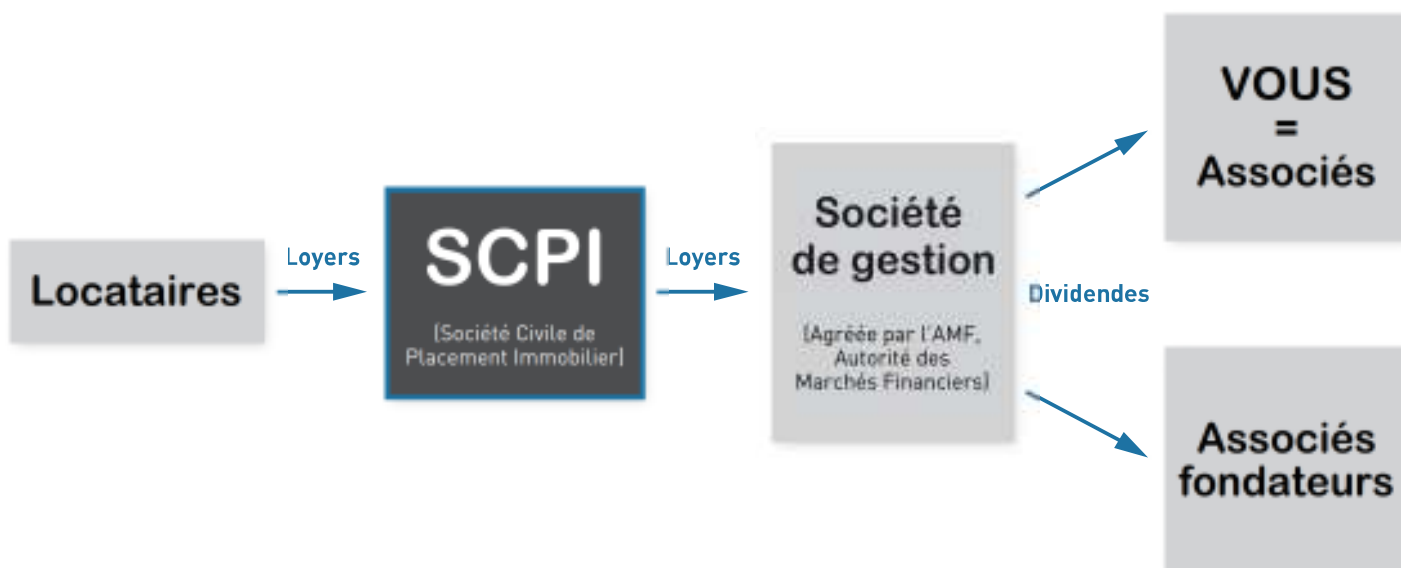 Locataires
Loyers
SCPI
(Société Civile de
Placement Immobilier)
Loyers
Société
de gestion
(Agréée par l'AMF,
Autorité des
Marchés Financiers)
Dividendes
VOUS
=
Associés
Associés
fondateurs